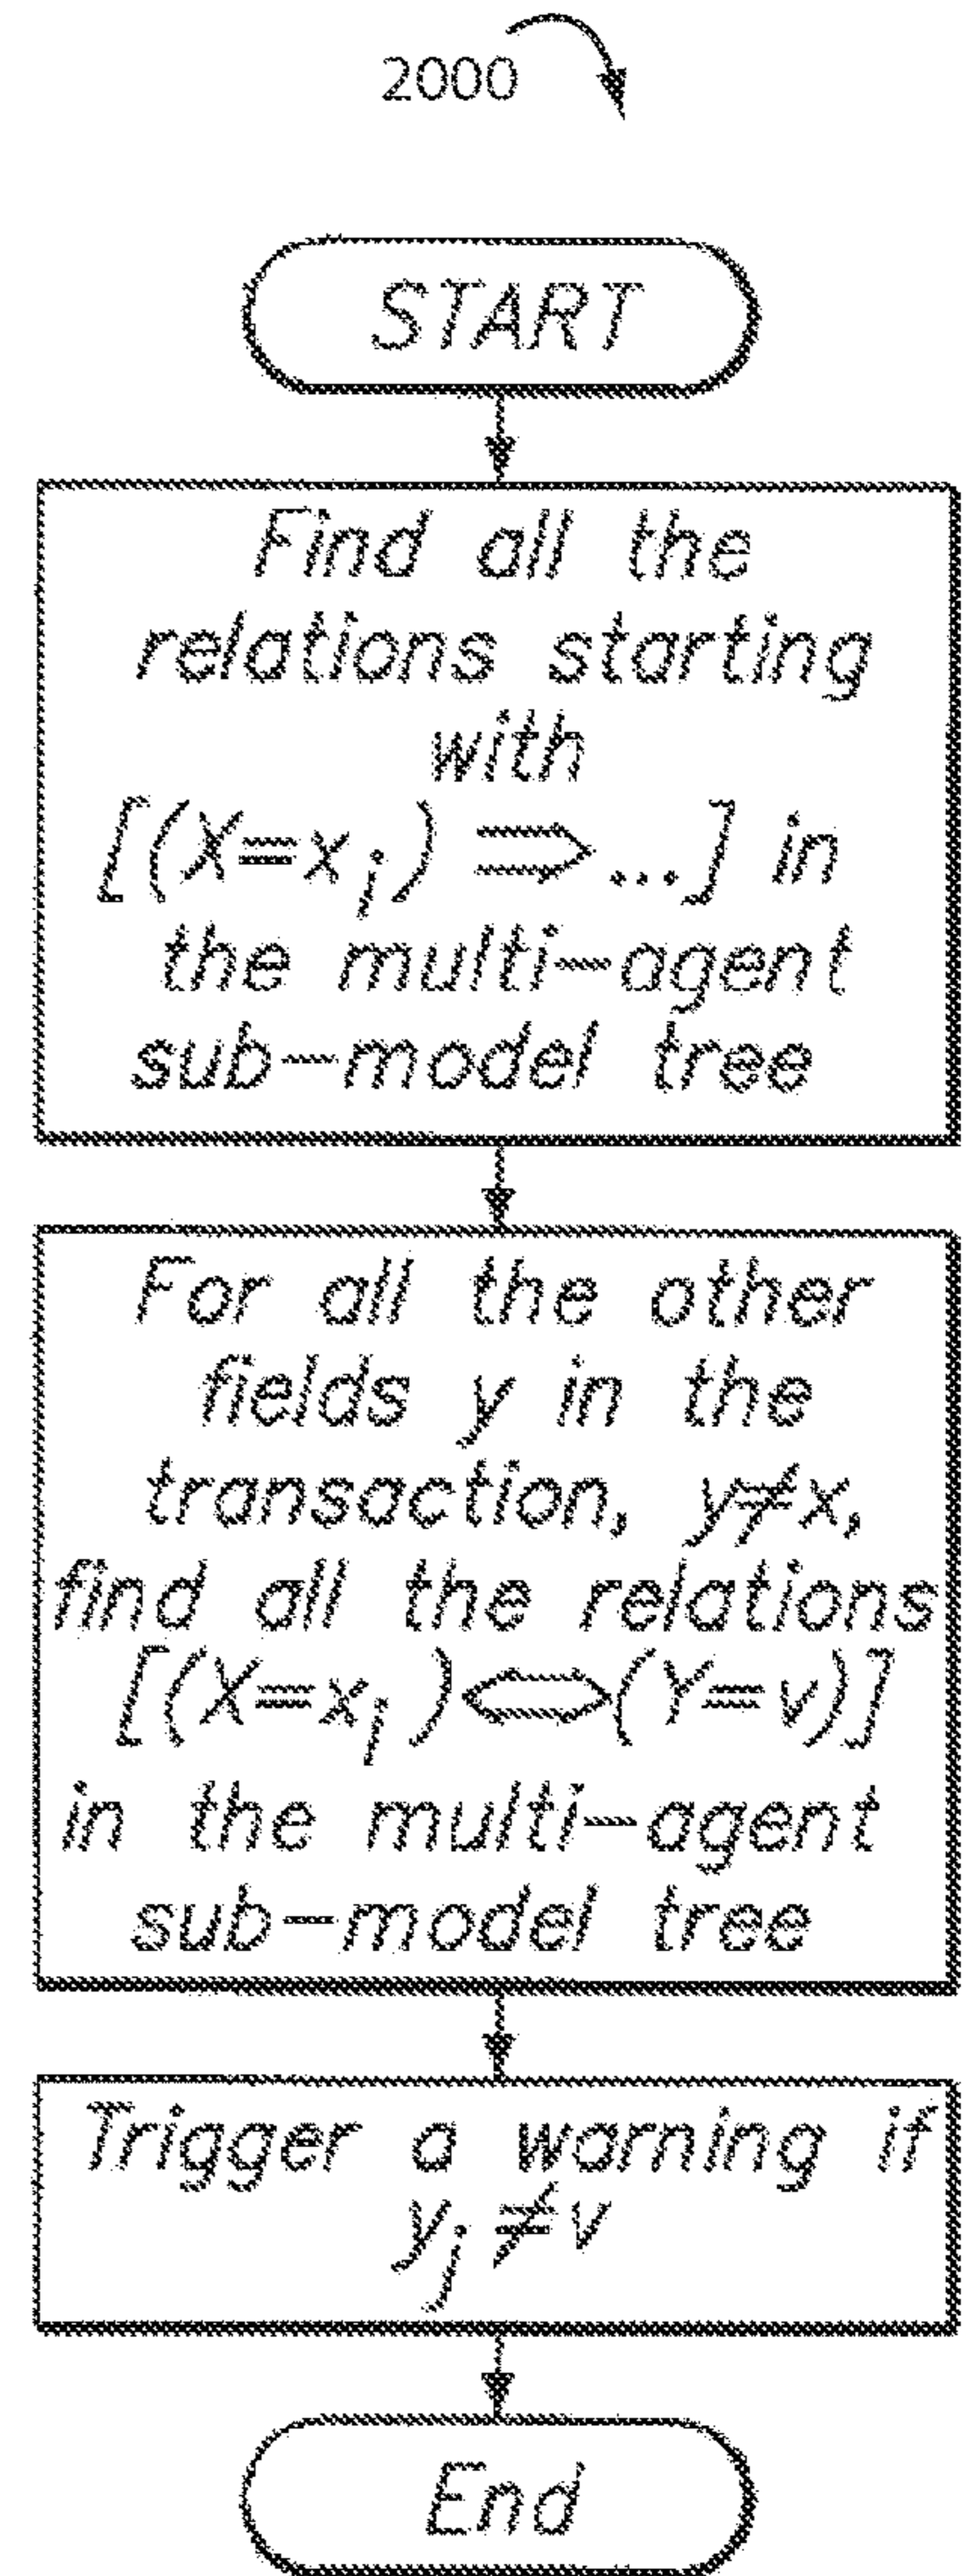 2000
START
Find all the
relations starting
with
[(X=x_i) ⇒...] in
the multi-agent
sub-model tree
For all the other
fields y in the
transaction, y≠x,
find all the relations
[(X=x_i)⇔(Y=v)]
in the multi-agent
sub-model tree
Trigger a warning if
y_j≠v
End